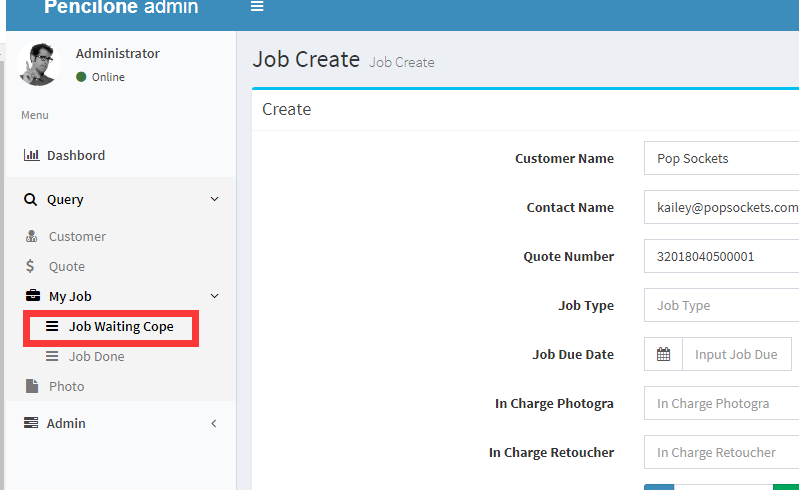 Pencilone admin
Administrator
Online
Menu
Dashbord
Query
Customer
Quote
My Job
Job Waiting Cope
Job Done
Photo
Admin
Job Create Job Create
Create
Customer Name Pop Sockets
Contact Name kailey@popsockets.com
Quote Number 32018040500001
Job Type Job Type
Job Due Date Input Job Due
In Charge Photogra In Charge Photogra
In Charge Retoucher In Charge Retoucher